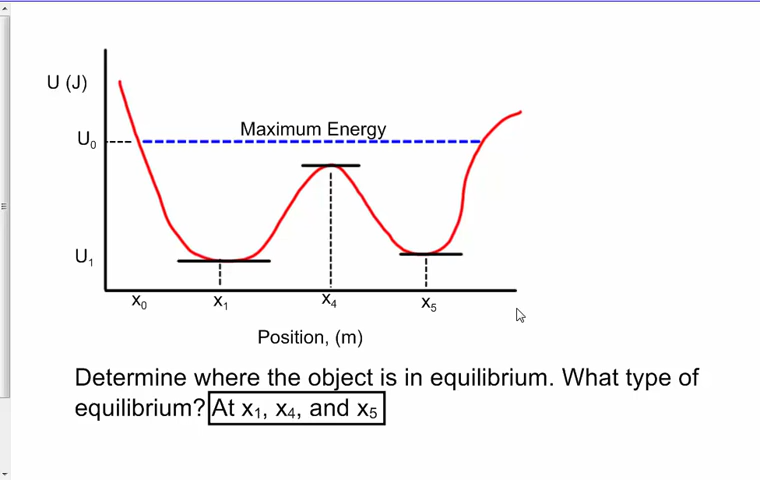 U (J)
Maximum Energy
U₀
U₁
x₀ x₁ x₄ x₅
Position, (m)
Determine where the object is in equilibrium. What type of
equilibrium? At x₁, x₄, and x₅